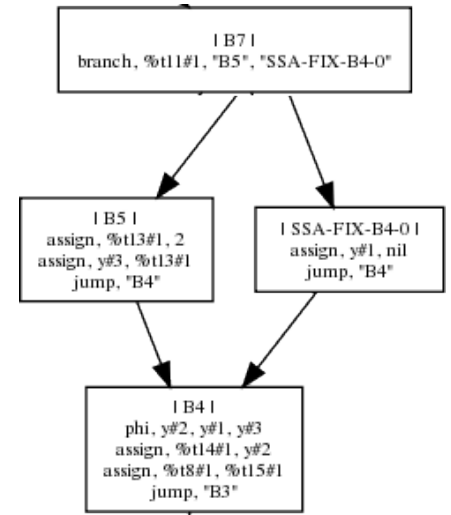 | B7 |
branch, %t11#1, "B5", "SSA-FIX-B4-0"
| B5 |
assign, %t13#1, 2
assign, y#3, %t13#1
jump, "B4"
| SSA-FIX-B4-0 |
assign, y#1, nil
jump, "B4"
| B4 |
phi, y#2, y#1, y#3
assign, %t14#1, y#2
assign, %t8#1, %t15#1
jump, "B3"